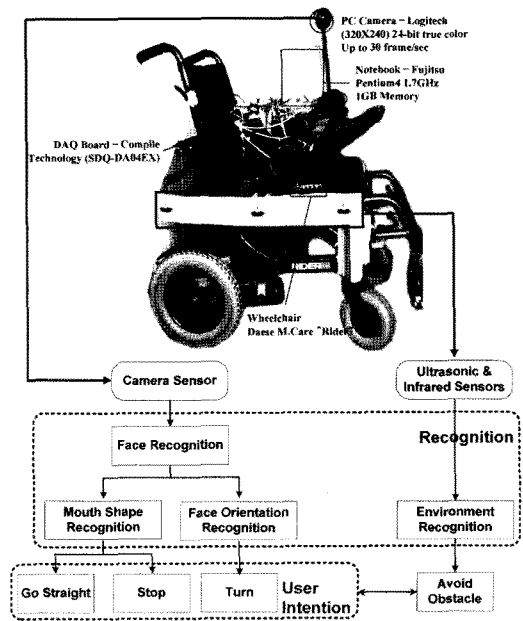 PC Camera – Logitech
(320X240) 24-bit true color
Up to 30 frame/sec
Notebook – Fujitsu
Pentium4 1.7GHz
1GB Memory
DAQ Board – Compile
Technology (SDQ-DA04EX)
Wheelchair
Daese M.Care "Rider"
Camera Sensor
Ultrasonic &
Infrared Sensors
Recognition
Face Recognition
Mouth Shape
Recognition
Face Orientation
Recognition
Environment
Recognition
Go Straight
Stop
Turn
User
Intention
Avoid
Obstacle